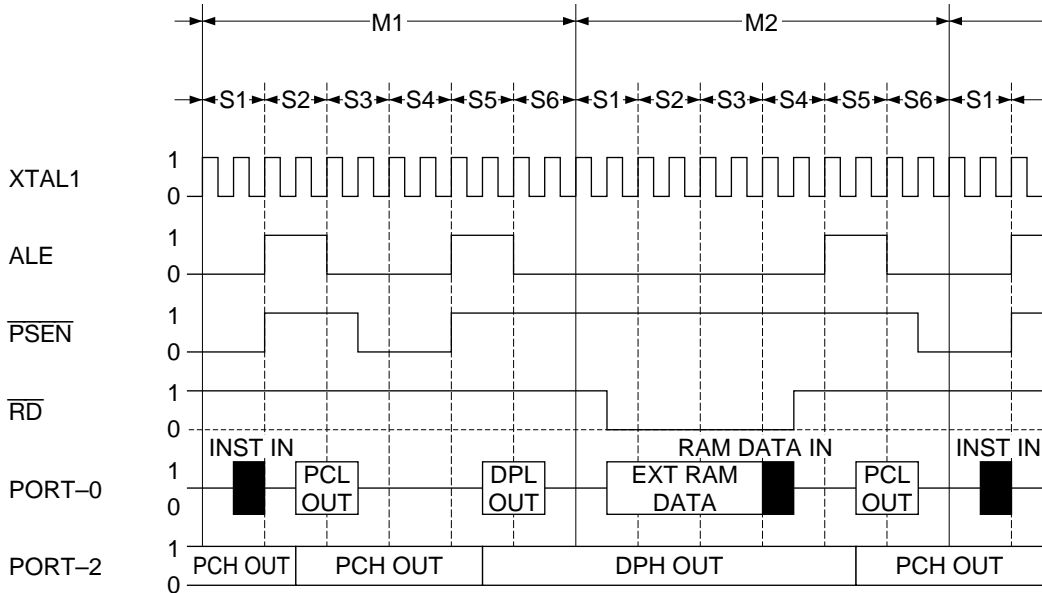 M1 M2
S1 S2 S3 S4 S5 S6 S1 S2 S3 S4 S5 S6 S1
XTAL1 1 0
ALE 1 0
PSEN 1 0
RD 1 0
INST IN RAM DATA IN INST IN
PORT–0 1 0 PCL OUT DPL OUT EXT RAM DATA PCL OUT
PORT–2 1 0 PCH OUT PCH OUT DPH OUT PCH OUT